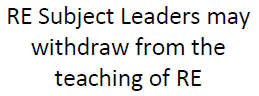 RE Subject Leaders may
withdraw from the
teaching of RE